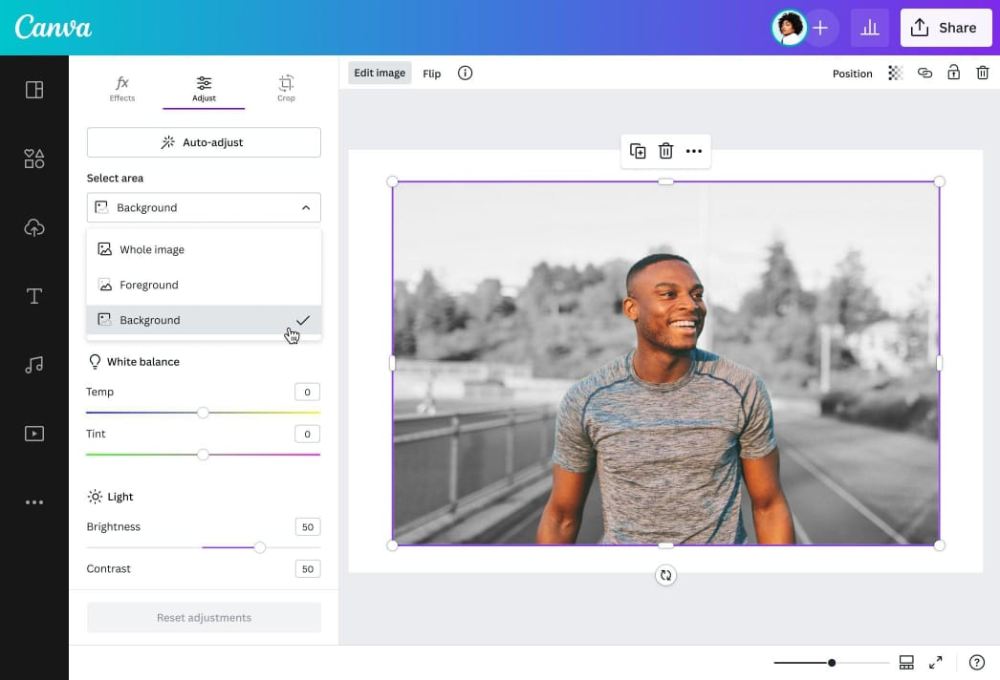 Canva
Share
fx
Effects
Adjust
Crop
Edit image
Flip
Position
Auto-adjust
Select area
Background
Whole image
Foreground
Background
White balance
Temp
0
Tint
0
Light
Brightness
50
Contrast
50
Reset adjustments